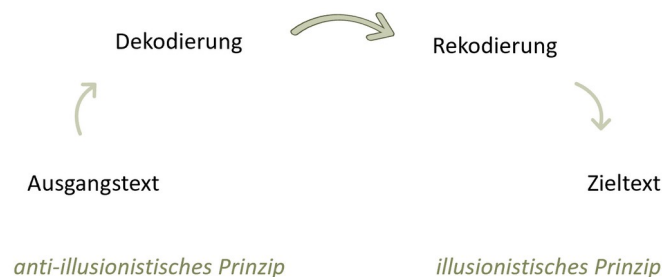 Dekodierung
Rekodierung
Ausgangstext
Zieltext
anti-illusionistisches Prinzip
illusionistisches Prinzip